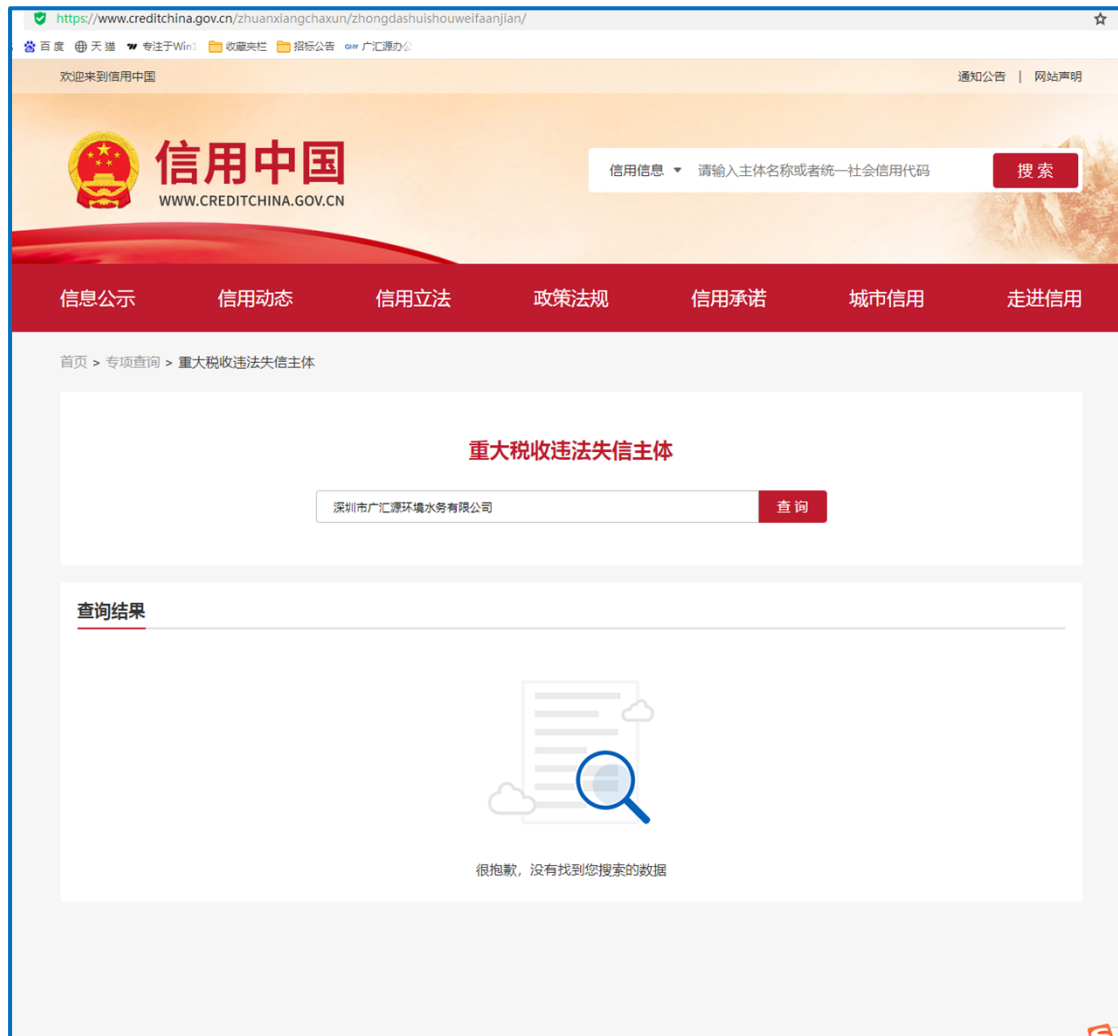 https://www.creditchina.gov.cn/zhuanxiangchaxun/zhongdashuishouweifaanjian/
百度 天猫 专注于Win1 收藏夹栏 招标公告 GHY 广汇源办公
欢迎来到信用中国 通知公告 | 网站声明
信用中国
WWW.CREDITCHINA.GOV.CN
信用信息 请输入主体名称或者统一社会信用代码 搜索
信息公示 信用动态 信用立法 政策法规 信用承诺 城市信用 走进信用
首页 > 专项查询 > 重大税收违法失信主体
重大税收违法失信主体
深圳市广汇源环境水务有限公司 查询
查询结果
很抱歉，没有找到您搜索的数据